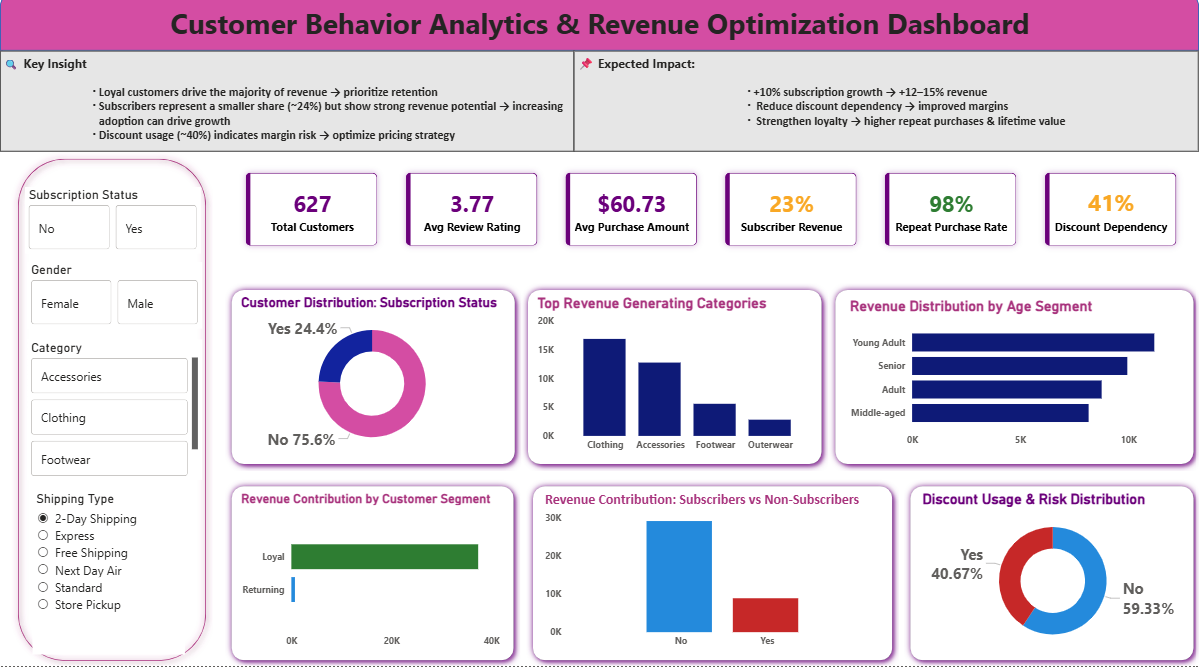 Customer Behavior Analytics & Revenue Optimization Dashboard
🔍 Key Insight
· Loyal customers drive the majority of revenue → prioritize retention
· Subscribers represent a smaller share (~24%) but show strong revenue potential → increasing
adoption can drive growth
· Discount usage (~40%) indicates margin risk → optimize pricing strategy
📌 Expected Impact:
· +10% subscription growth → +12–15% revenue
· Reduce discount dependency → improved margins
· Strengthen loyalty → higher repeat purchases & lifetime value
Subscription Status
No
Yes
Gender
Female
Male
Category
Accessories
Clothing
Footwear
Shipping Type
2-Day Shipping
Express
Free Shipping
Next Day Air
Standard
Store Pickup
627
Total Customers
3.77
Avg Review Rating
$60.73
Avg Purchase Amount
23%
Subscriber Revenue
98%
Repeat Purchase Rate
41%
Discount Dependency
Customer Distribution: Subscription Status
Yes 24.4%
No 75.6%
Top Revenue Generating Categories
20K
15K
10K
5K
0K
Clothing
Accessories
Footwear
Outerwear
Revenue Distribution by Age Segment
Young Adult
Senior
Adult
Middle-aged
0K
5K
10K
Revenue Contribution by Customer Segment
Loyal
Returning
0K
20K
40K
Revenue Contribution: Subscribers vs Non-Subscribers
30K
20K
10K
0K
No
Yes
Discount Usage & Risk Distribution
Yes
40.67%
No
59.33%